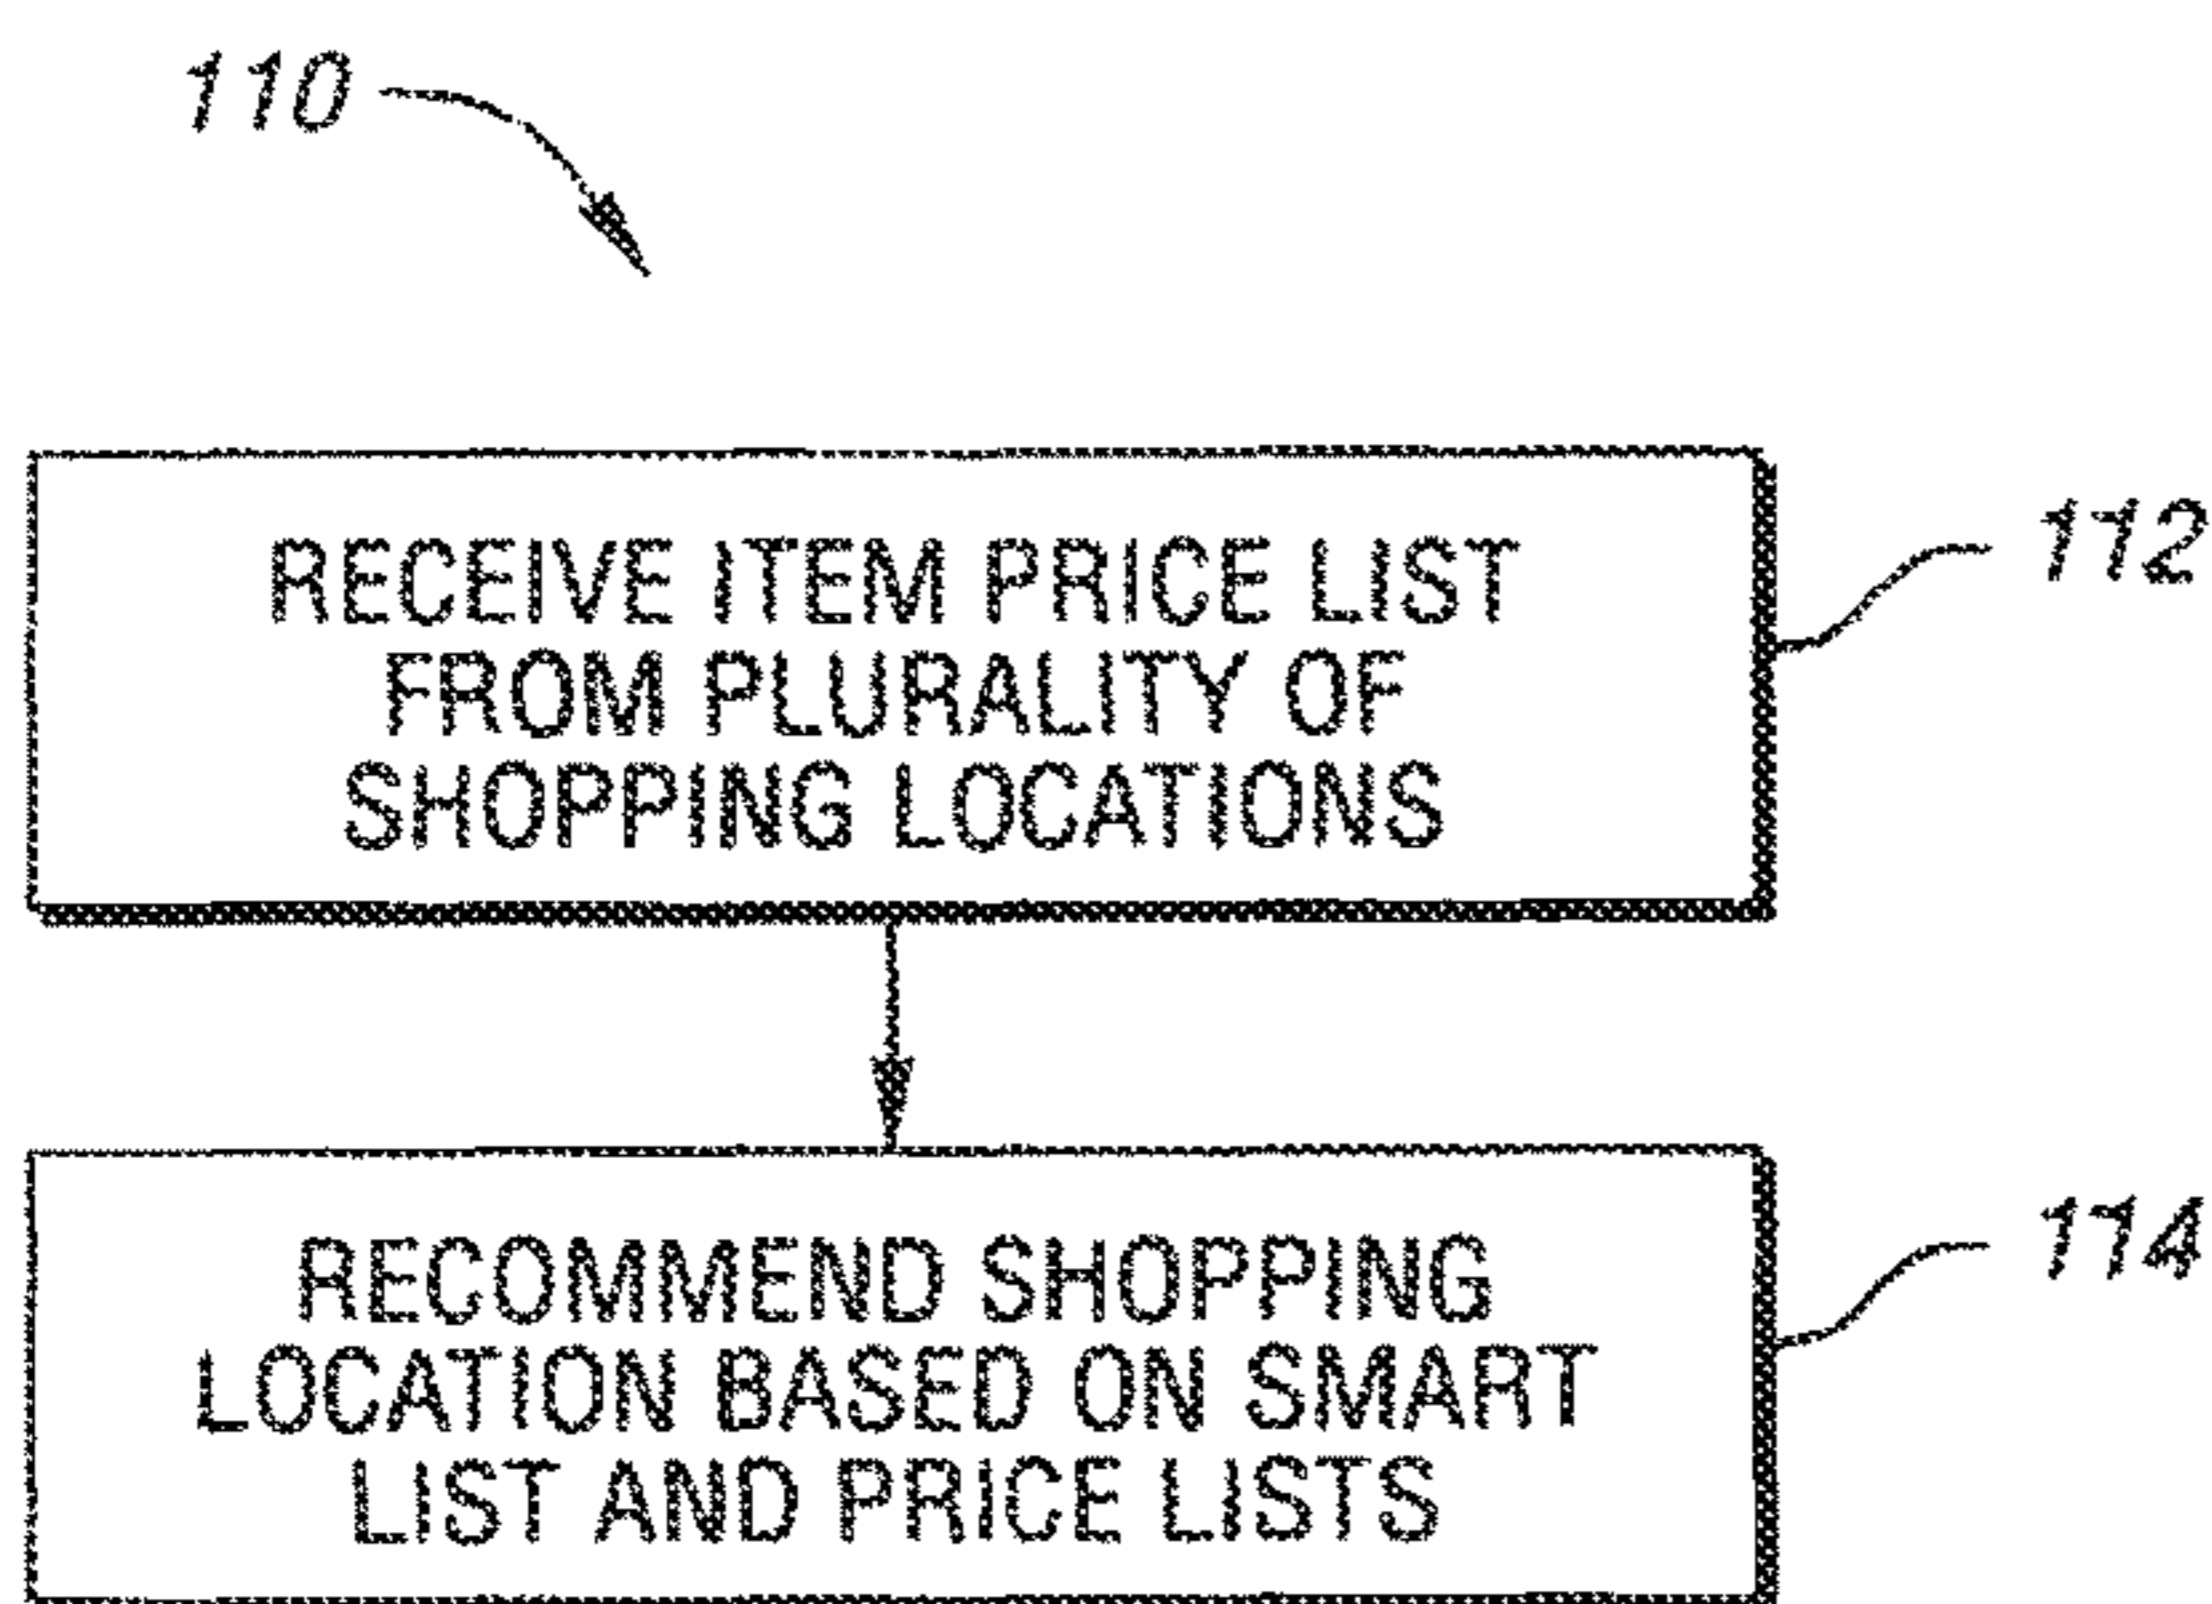 110
RECEIVE ITEM PRICE LIST
FROM PLURALITY OF
SHOPPING LOCATIONS
112
RECOMMEND SHOPPING
LOCATION BASED ON SMART
LIST AND PRICE LISTS
114